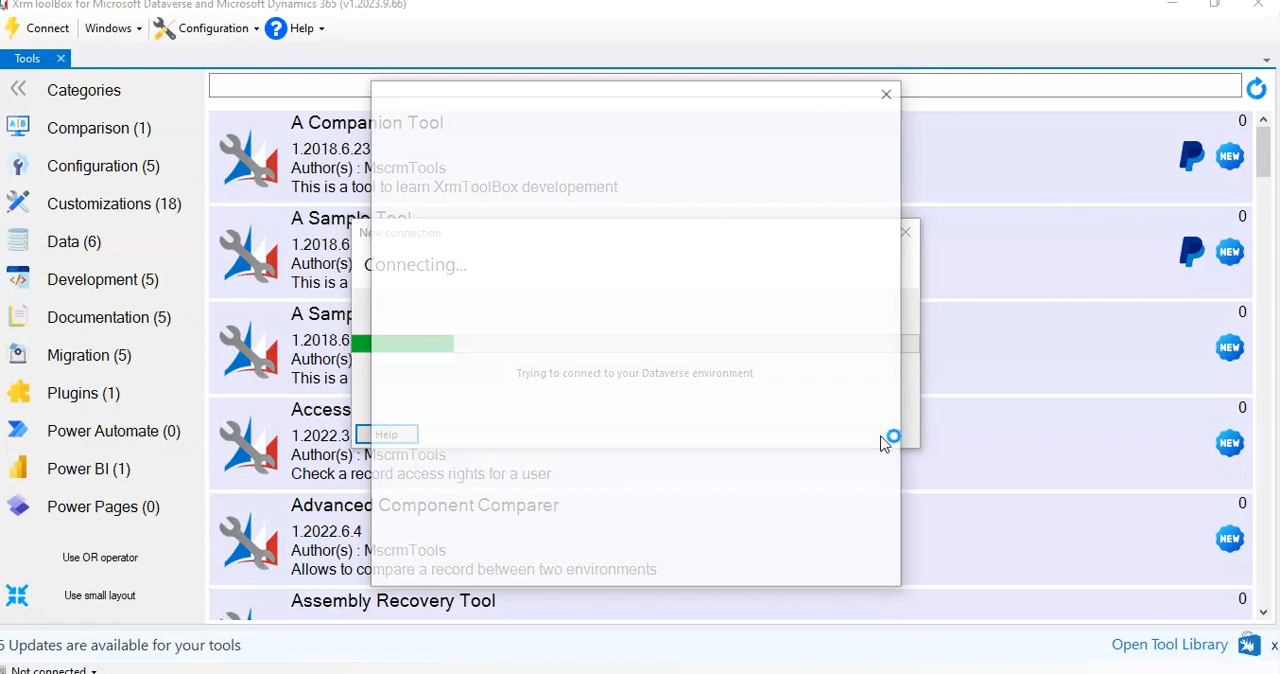 XrmToolBox for Microsoft Dataverse and Microsoft Dynamics 365 (v1.2023.9.66)
Connect Windows Configuration Help
Tools
Categories
Comparison (1)
Configuration (5)
Customizations (18)
Data (6)
Development (5)
Documentation (5)
Migration (5)
Plugins (1)
Power Automate (0)
Power BI (1)
Power Pages (0)
Use OR operator
Use small layout
A Companion Tool
0
1.2018.6.23
Author(s) : MscrmTools
This is a tool to learn XrmToolBox developement
NEW
A Sample Tool
0
1.2018.6
Author(s)
This is a
NEW
New connection
Connecting...
Trying to connect to your Dataverse environment
Help
A Samp
0
1.2018.6
Author(s)
This is a
NEW
Access
0
1.2022.3
Author(s) : MscrmTools
Check a record access rights for a user
NEW
Advanced Component Comparer
0
1.2022.6.4
Author(s) : MscrmTools
Allows to compare a record between two environments
NEW
Assembly Recovery Tool
0
5 Updates are available for your tools
Open Tool Library
x
Not connected